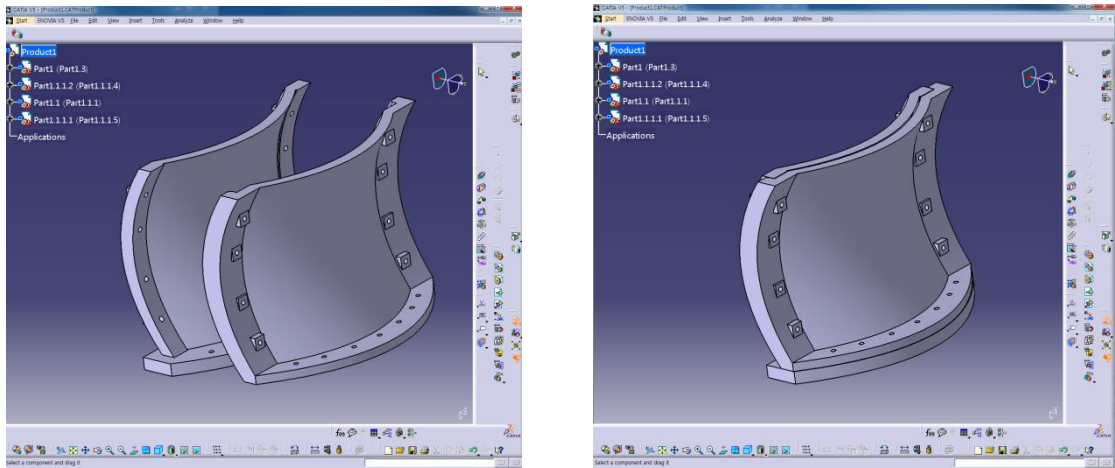 CATIA V5 - [Product1.CATProduct]
Start ENOVIA V5 File Edit View Insert Tools Analyze Window Help
Product1
Part1 (Part1.3)
Part1.1.1.2 (Part1.1.1.4)
Part1.1 (Part1.1.1)
Part1.1.1.1 (Part1.1.1.5)
Applications
Select a component and drag it
CATIA V5 - [Product1.CATProduct]
Start ENOVIA V5 File Edit View Insert Tools Analyze Window Help
Product1
Part1 (Part1.3)
Part1.1.1.2 (Part1.1.1.4)
Part1.1 (Part1.1.1)
Part1.1.1.1 (Part1.1.1.5)
Applications
Select a component and drag it